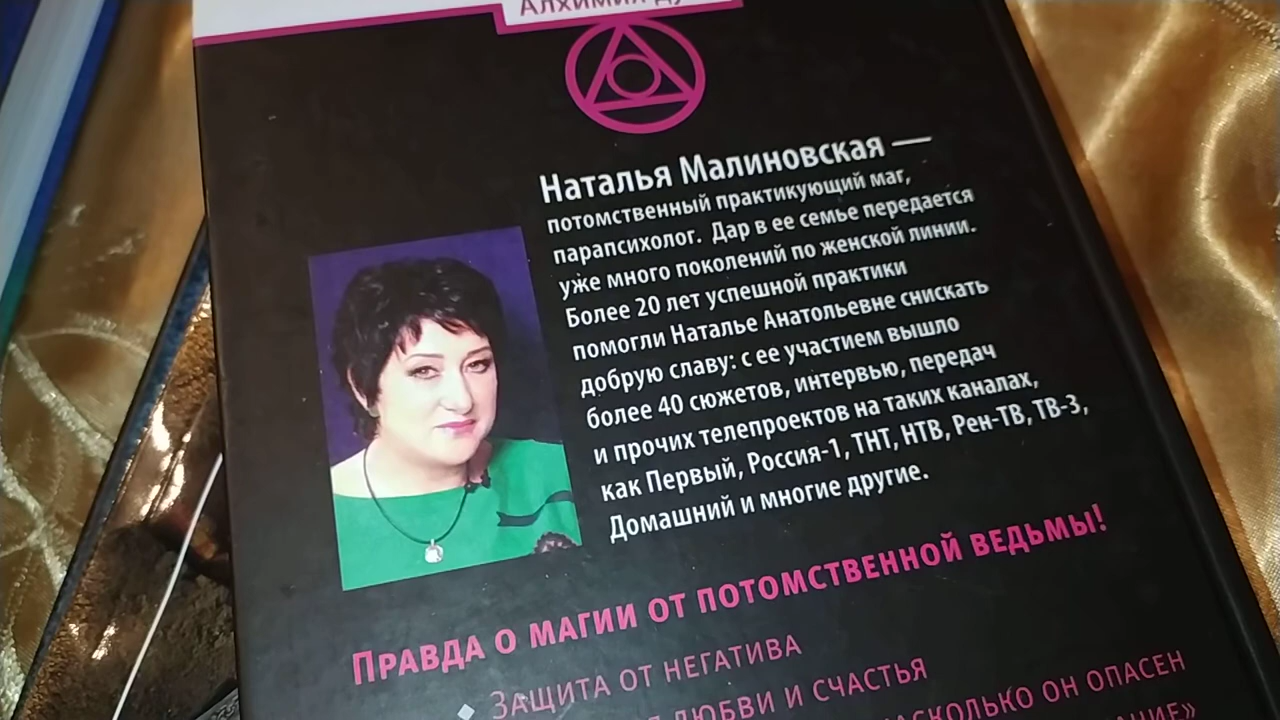 Алхимия ду
Наталья Малиновская —
потомственный практикующий маг,
парапсихолог. Дар в ее семье передается
уже много поколений по женской линии.
Более 20 лет успешной практики
помогли Наталье Анатольевне снискать
добрую славу: с ее участием вышло
более 40 сюжетов, интервью, передач
и прочих телепроектов на таких каналах,
как Первый, Россия-1, ТНТ, НТВ, Рен-ТВ, ТВ-3,
Домашний и многие другие.
Правда о магии от потомственной ведьмы!
Защита от негатива
любви и счастья
насколько он опасен